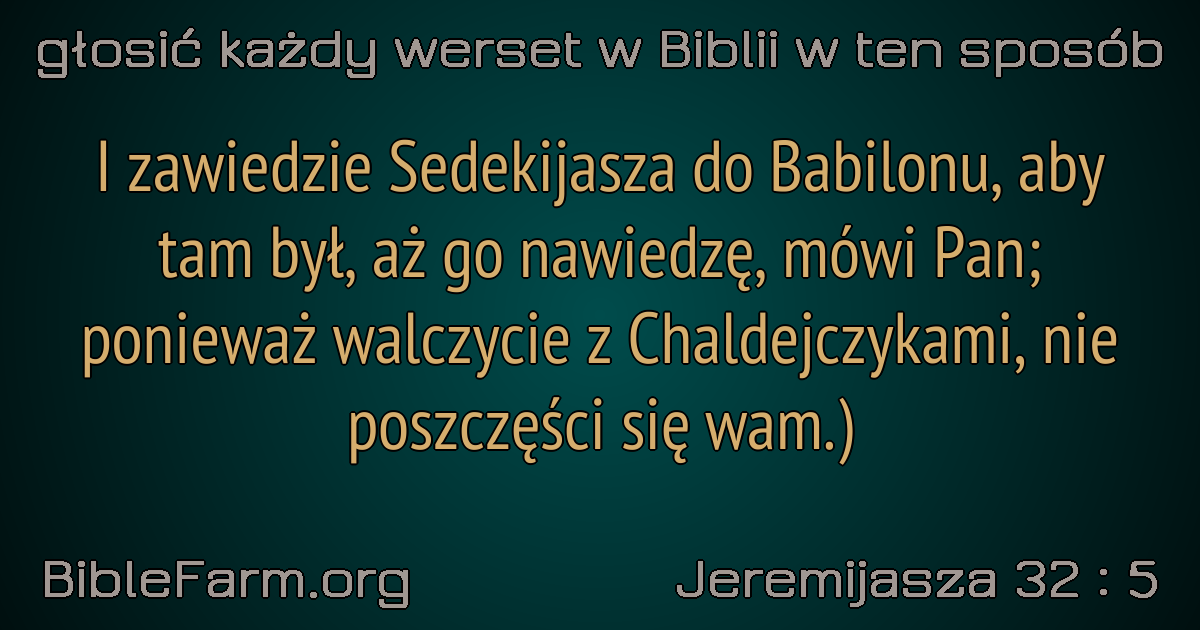 głosić każdy werset w Biblii w ten sposób
I zawiedzie Sedekijasza do Babilonu, aby
tam był, aż go nawiedzę, mówi Pan;
ponieważ walczycie z Chaldejczykami, nie
poszczęści się wam.)
BibleFarm.org
Jeremijasza 32 : 5